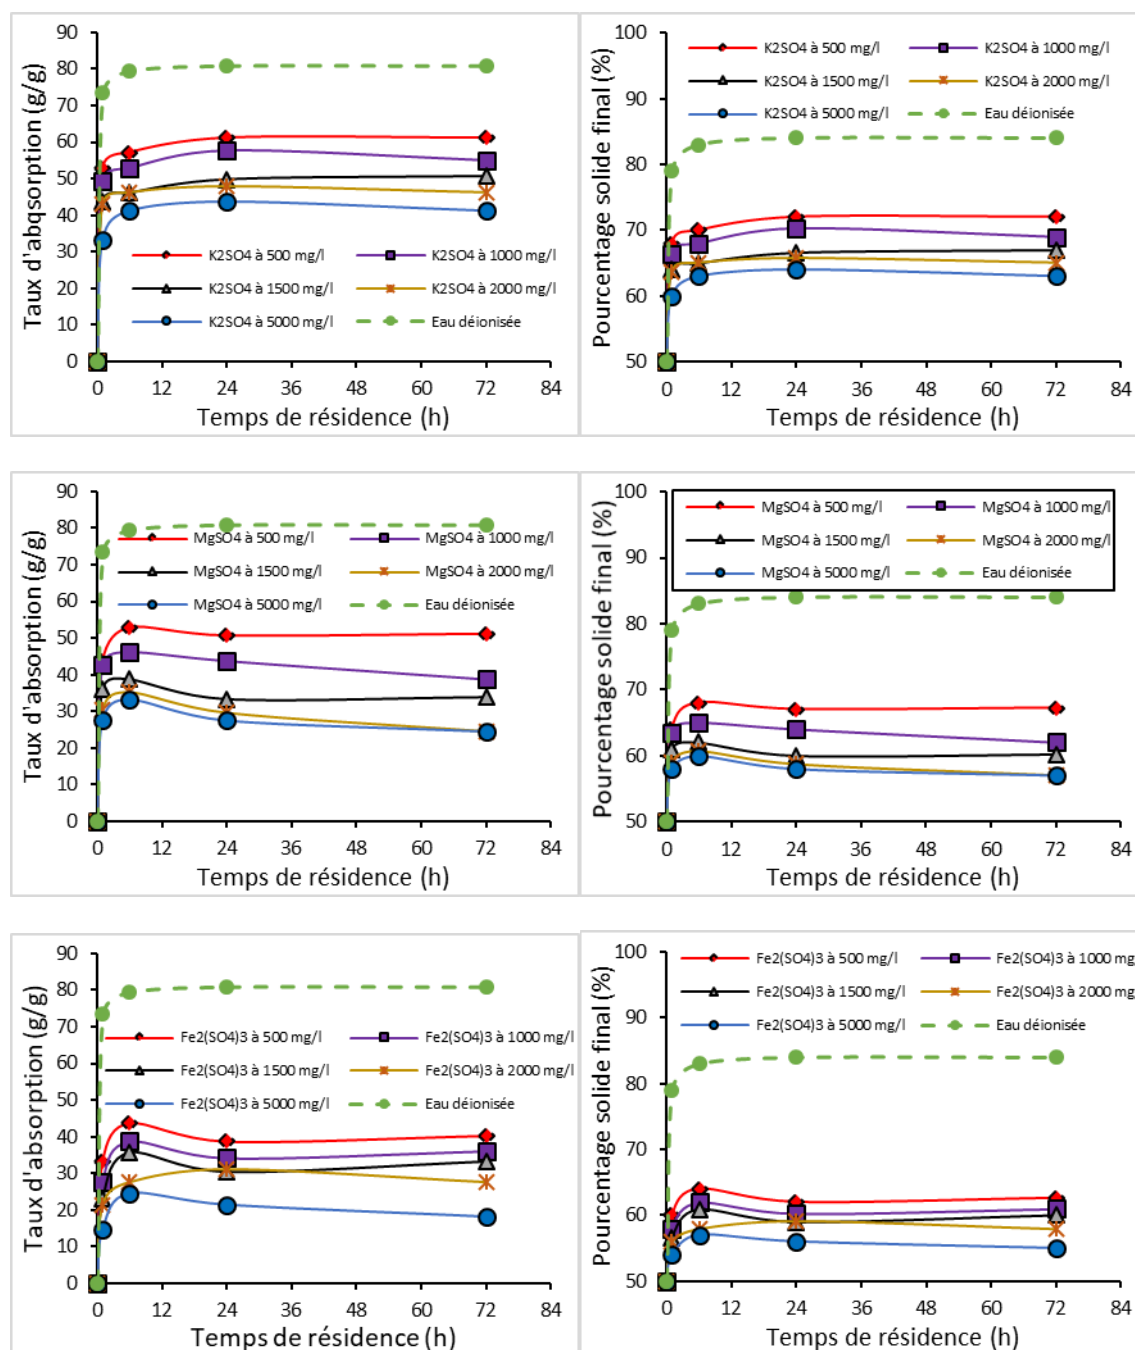 Taux d'abqsorption (g/g)
90
80
70
60
50
40
30
20
10
0
K2SO4 à 500 mg/l
K2SO4 à 1000 mg/l
K2SO4 à 1500 mg/l
K2SO4 à 2000 mg/l
K2SO4 à 5000 mg/l
Eau déionisée
0 12 24 36 48 60 72 84
Temps de résidence (h)
Pourcentage solide final (%)
100
90
80
70
60
50
K2SO4 à 500 mg/l
K2SO4 à 1000 mg/l
K2SO4 à 1500 mg/l
K2SO4 à 2000 mg/l
K2SO4 à 5000 mg/l
Eau déionisée
0 12 24 36 48 60 72 84
Temps de résidence (h)
Taux d'absorption (g/g)
90
80
70
60
50
40
30
20
10
0
MgSO4 à 500 mg/l
MgSO4 à 1000 mg/l
MgSO4 à 1500 mg/l
MgSO4 à 2000 mg/l
MgSO4 à 5000 mg/l
Eau déionisée
0 12 24 36 48 60 72 84
Temps de résidence (h)
Pourcentage solide final (%)
100
90
80
70
60
50
MgSO4 à 500 mg/l
MgSO4 à 1000 mg/l
MgSO4 à 1500 mg/l
MgSO4 à 2000 mg/l
MgSO4 à 5000 mg/l
Eau déionisée
0 12 24 36 48 60 72 84
Temps de résidence (h)
Taux d'absorption (g/g)
90
80
70
60
50
40
30
20
10
0
Fe2(SO4)3 à 500 mg/l
Fe2(SO4)3 à 1000 mg/l
Fe2(SO4)3 à 1500 mg/l
Fe2(SO4)3 à 2000 mg/l
Fe2(SO4)3 à 5000 mg/l
Eau déionisée
0 12 24 36 48 60 72 84
Temps de résidence (h)
Pourcentage solide final (%)
100
90
80
70
60
50
Fe2(SO4)3 à 500 mg/l
Fe2(SO4)3 à 1000 mg
Fe2(SO4)3 à 1500 mg/l
Fe2(SO4)3 à 2000 mg
Fe2(SO4)3 à 5000 mg/l
Eau déionisée
0 12 24 36 48 60 72 84
Temps de résidence (h)